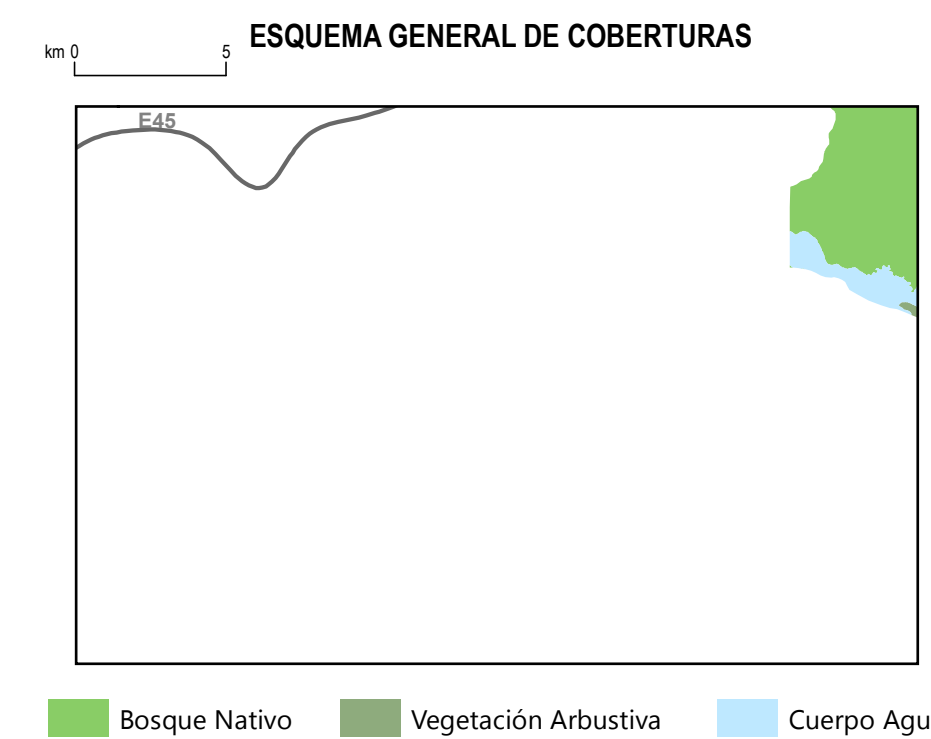 ESQUEMA GENERAL DE COBERTURAS
km 0 5
E45
Bosque Nativo
Vegetación Arbustiva
Cuerpo Agu